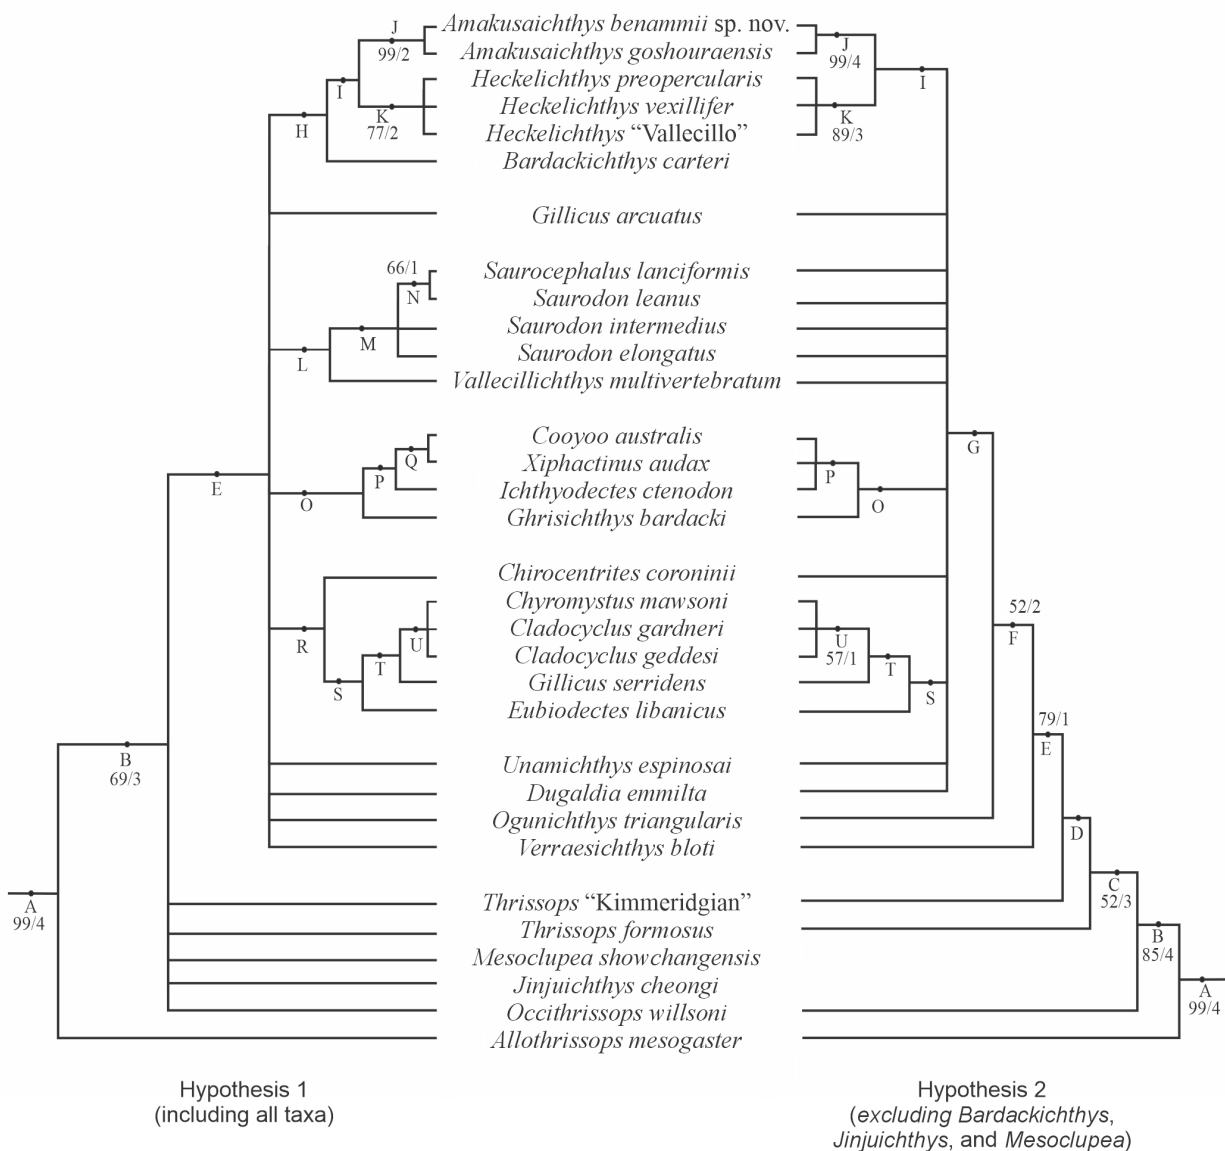 Amakusaichthys benammii sp. nov.
Amakusaichthys goshouraensis
Heckelichthys preopercularis
Heckelichthys vexillifer
Heckelichthys “Vallecillo”
Bardackichthys carteri
Gillicus arcuatus
Saurocephalus lanciformis
Saurodon leanus
Saurodon intermedius
Saurodon elongatus
Vallecillichthys multivertebratum
Cooyoo australis
Xiphactinus audax
Ichthyodectes ctenodon
Ghrisichthys bardacki
Chirocentrites coroninii
Chyromystus mawsoni
Cladocyclus gardneri
Cladocyclus geddesi
Gillicus serridens
Eubiodectes libanicus
Unamichthys espinosai
Dugaldia emmilta
Ogunichthys triangularis
Verraesichthys bloti
Thrissops “Kimmeridgian”
Thrissops formosus
Mesoclupea showchangensis
Jinjuichthys cheongi
Occithrissops willsoni
Allothrissops mesogaster
J
99/2
I
K
77/2
H
66/1
N
M
L
Q
P
O
E
R
U
T
S
B
69/3
A
99/4
J
99/4
I
K
89/3
G
P
O
U
57/1
T
S
52/2
F
79/1
E
D
C
52/3
B
85/4
A
99/4
Hypothesis 1
(including all taxa)
Hypothesis 2
(excluding Bardackichthys,
Jinjuichthys, and Mesoclupea)